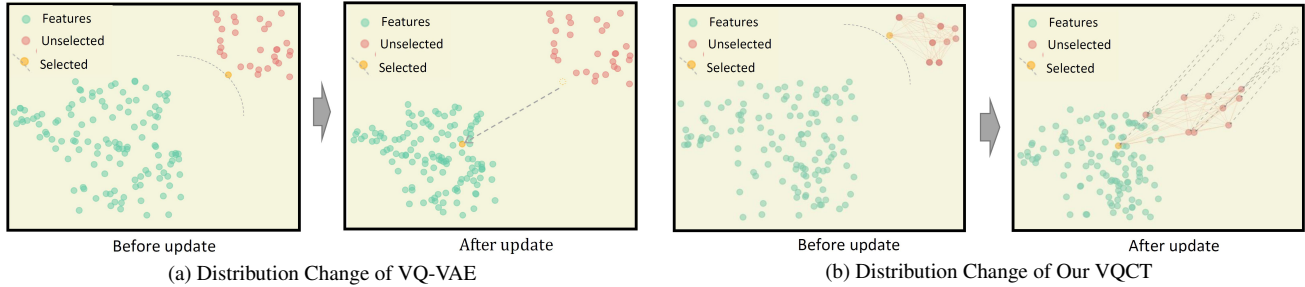 Features
Unselected
Selected
Before update
Features
Unselected
Selected
After update
(a) Distribution Change of VQ-VAE
Features
Unselected
Selected
Before update
Features
Unselected
Selected
After update
(b) Distribution Change of Our VQCT